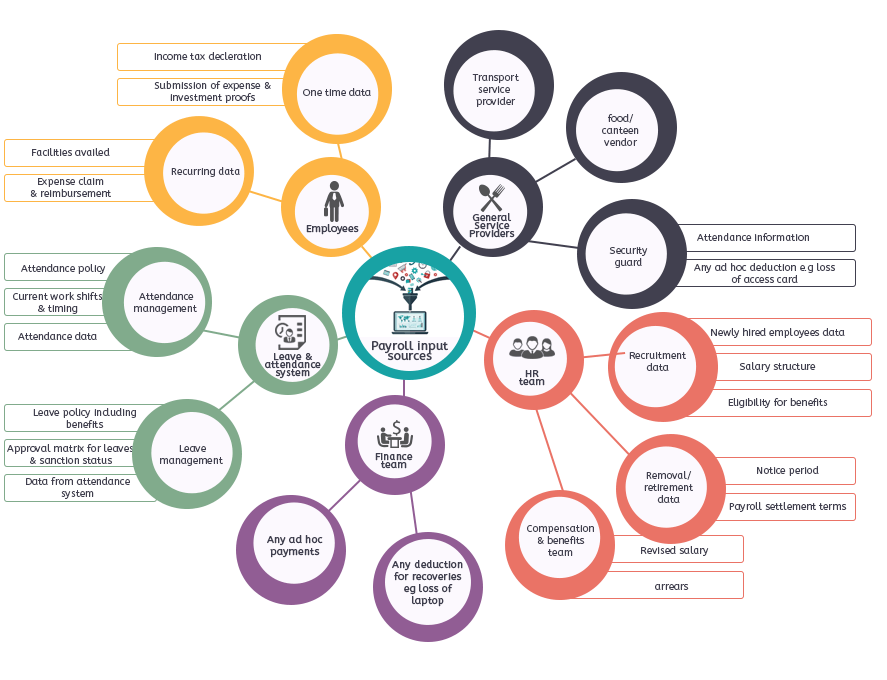 Income tax decleration
Submission of expense &
investment proofs
One time data
Facilities availed
Expense claim
& reimbursement
Recurring data
Employees
Transport
service
provider
food/
canteen
vendor
General
Service
Providers
Security
guard
Attendance information
Any ad hoc deduction e.g loss
of access card
Payroll input
sources
Attendance policy
Current work shifts
& timing
Attendance data
Attendance
management
Leave &
attendance
system
Leave policy including
benefits
Approval matrix for leaves
& sanction status
Data from attendance
system
Leave
management
HR
team
Recruitment
data
Newly hired employees data
Salary structure
Eligibility for benefits
Removal/
retirement
data
Notice period
Payroll settlement terms
Compensation
& benefits
team
Revised salary
arrears
Finance
team
Any ad hoc
payments
Any deduction
for recoveries
eg loss of
laptop